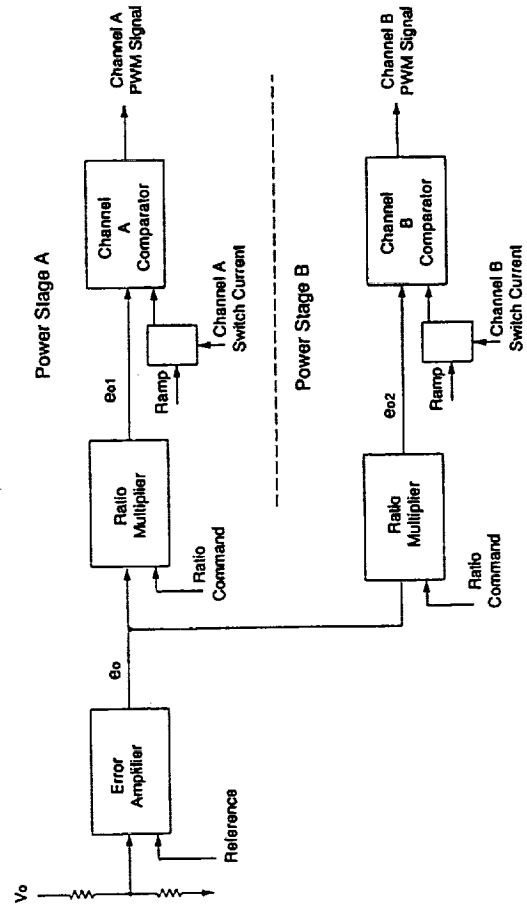 Vo
Error
Amplifier
Reference
eo
Ratio
Multiplier
Ratio
Command
eo1
Power Stage A
Channel
A
Comparator
Ramp
Channel A
Switch Current
Channel A
PWM Signal
Power Stage B
Ratio
Multiplier
Ratio
Command
eo2
Channel
B
Comparator
Ramp
Channel B
Switch Current
Channel B
PWM Signal